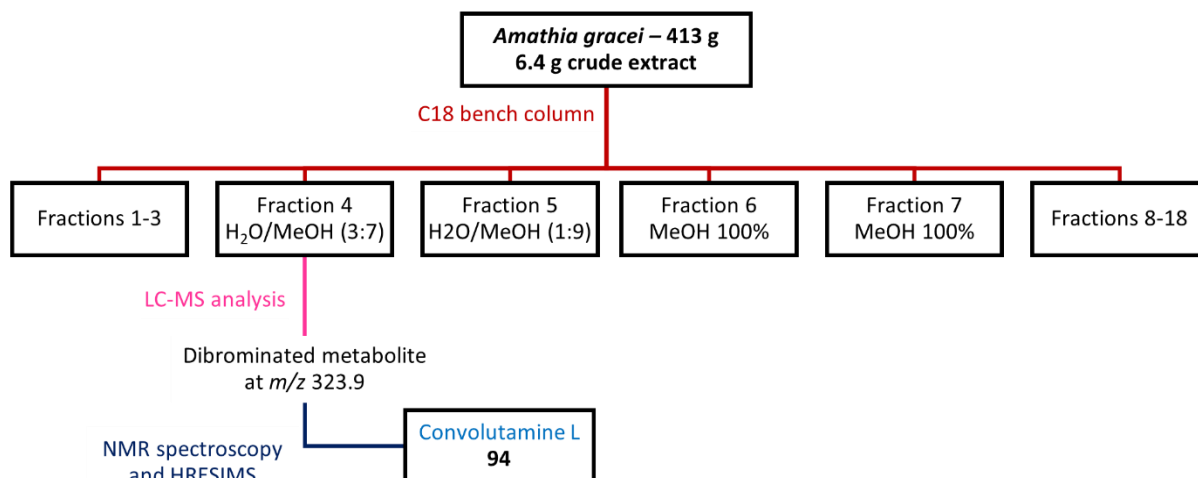 Amathia gracei – 413 g
6.4 g crude extract
C18 bench column
Fractions 1-3
Fraction 4
H₂O/MeOH (3:7)
Fraction 5
H2O/MeOH (1:9)
Fraction 6
MeOH 100%
Fraction 7
MeOH 100%
Fractions 8-18
LC-MS analysis
Dibrominated metabolite
at m/z 323.9
NMR spectroscopy
and HRESIMS
Convolutamine L
94